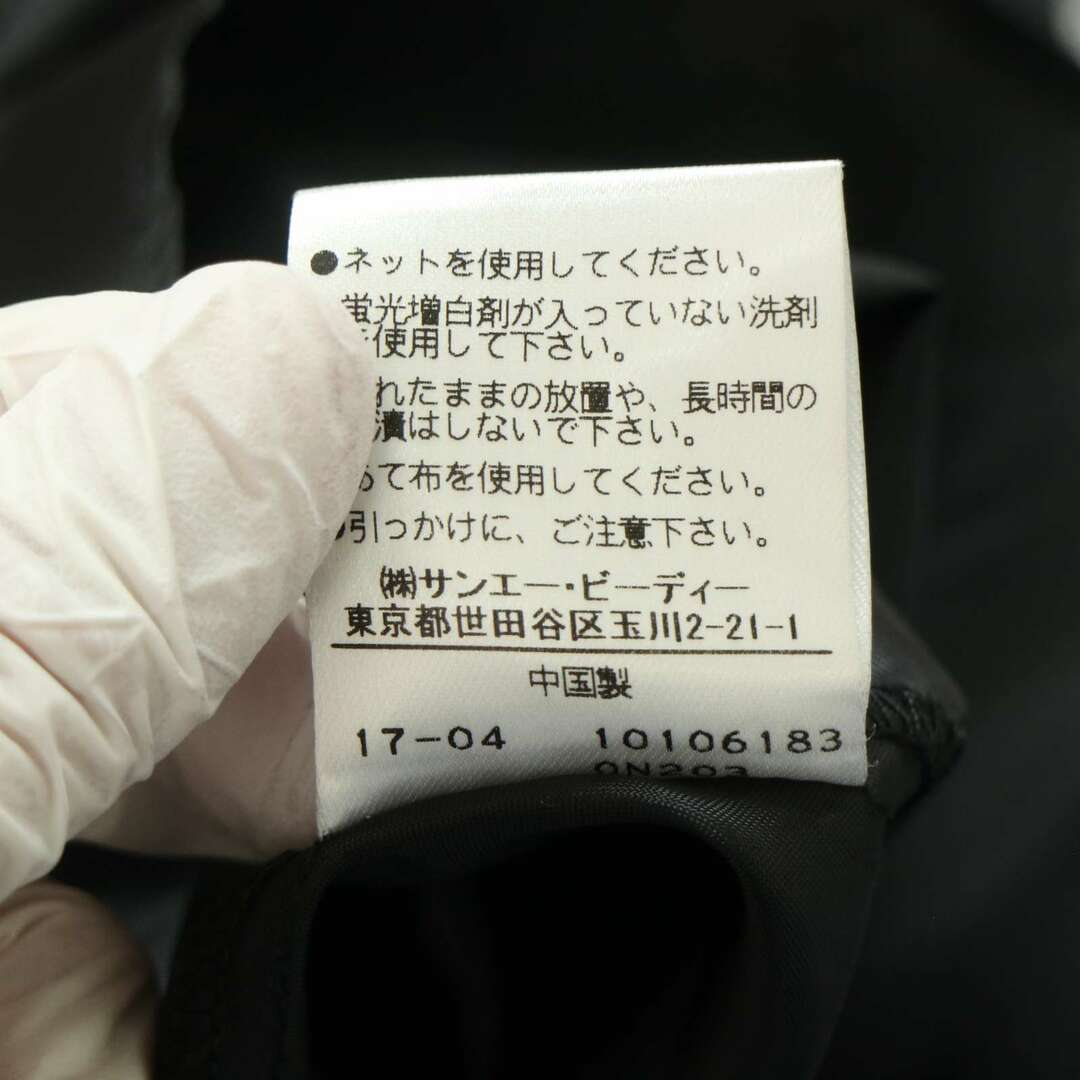 ●ネットを使用してください。
蛍光増白剤が入っていない洗剤
を使用して下さい。
れたままの放置や、長時間の
漬はしないで下さい。
あて布を使用してください。
●引っかけに、ご注意下さい。
(株)サンエー・ビーディー
東京都世田谷区玉川2-21-1
中国製
17-04 10106183
0N203